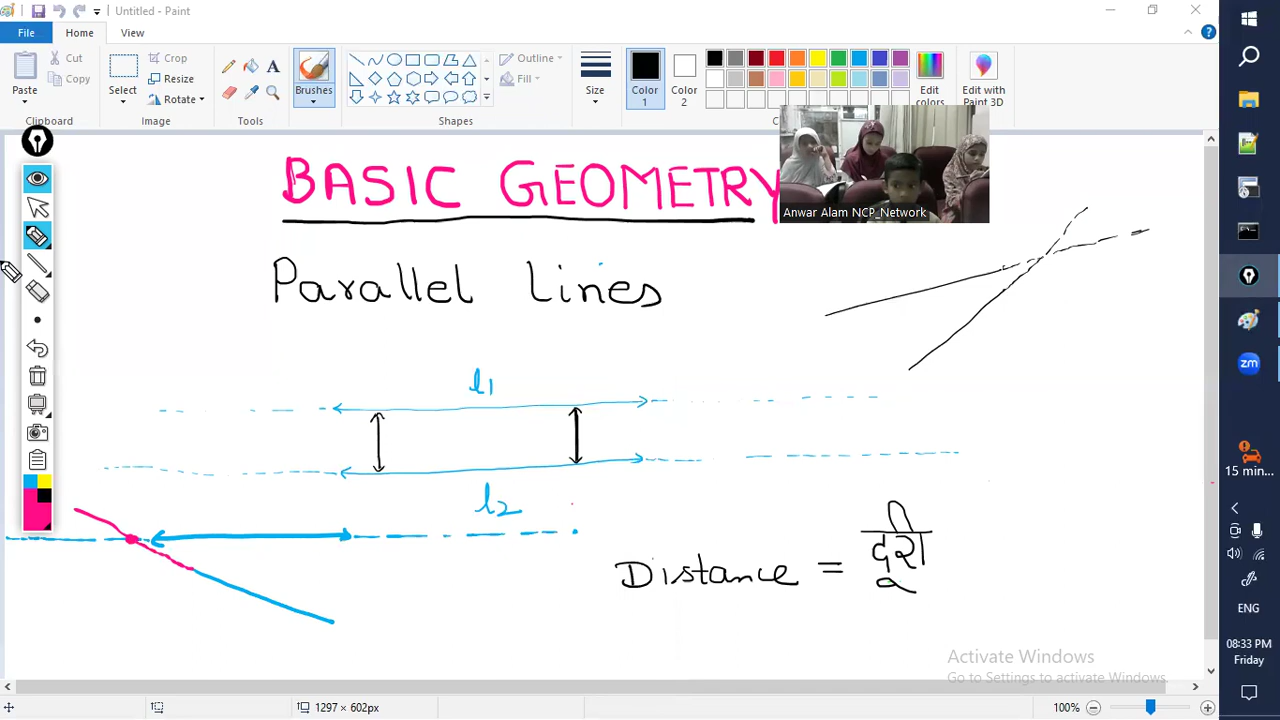 Untitled - Paint
File Home View
Paste
Cut
Copy
Clipboard
Select
Crop
Resize
Rotate
Image
Tools
Brushes
Shapes
Outline
Fill
Size
Color 1
Color 2
Edit colors
Edit with Paint 3D
Anwar Alam NCP_Network
BASIC GEOMETRY
Parallel Lines
l1
l2
Distance = दूरी
Activate Windows
Go to Settings to activate Windows.
1297 × 602px
100%
zm
15 min...
ENG
08:33 PM
Friday